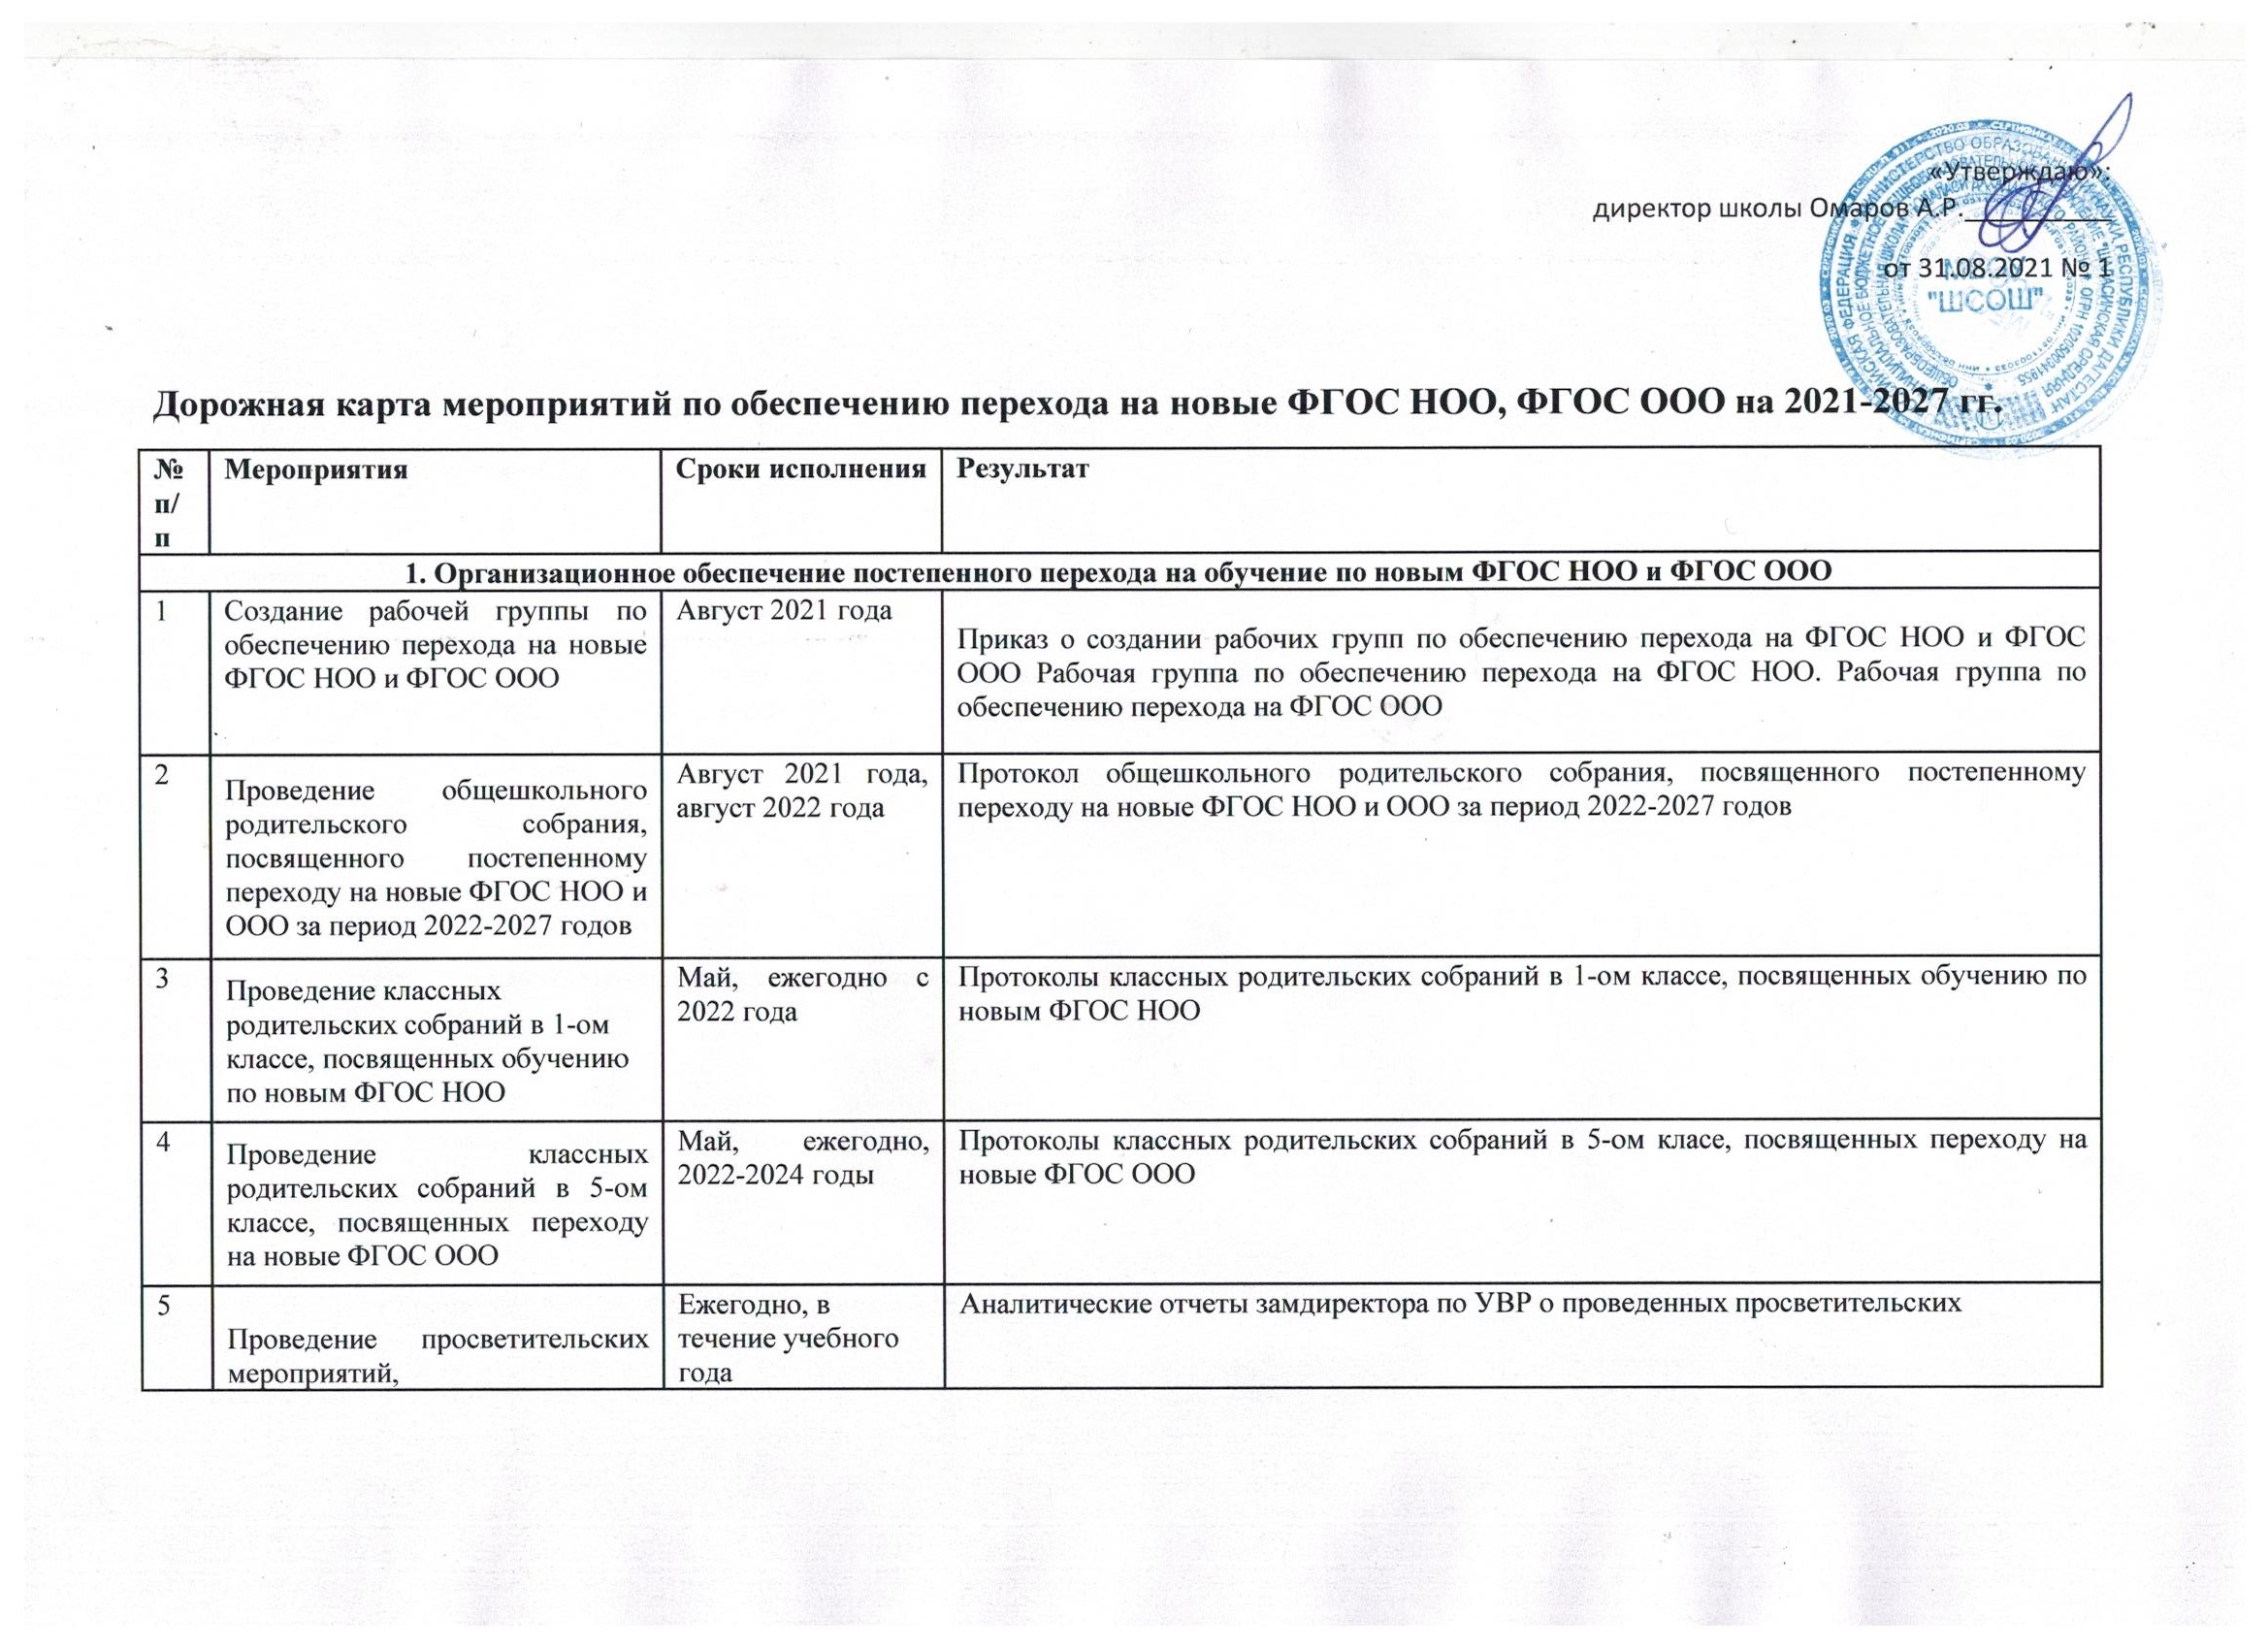 «Утверждаю»:
директор школы Омаров А.Р.___________
от 31.08.2021 № 1
"ШСОШ"
Дорожная карта мероприятий по обеспечению перехода на новые ФГОС НОО, ФГОС ООО на 2021-2027 гг.
№ п/п
Мероприятия
Сроки исполнения
Результат
1. Организационное обеспечение постепенного перехода на обучение по новым ФГОС НОО и ФГОС ООО
1
Создание рабочей группы по
обеспечению перехода на новые
ФГОС НОО и ФГОС ООО
Август 2021 года
Приказ о создании рабочих групп по обеспечению перехода на ФГОС НОО и ФГОС
ООО Рабочая группа по обеспечению перехода на ФГОС НОО. Рабочая группа по
обеспечению перехода на ФГОС ООО
2
Проведение общешкольного
родительского собрания,
посвященного постепенному
переходу на новые ФГОС НОО и
ООО за период 2022-2027 годов
Август 2021 года,
август 2022 года
Протокол общешкольного родительского собрания, посвященного постепенному
переходу на новые ФГОС НОО и ООО за период 2022-2027 годов
3
Проведение классных
родительских собраний в 1-ом
классе, посвященных обучению
по новым ФГОС НОО
Май, ежегодно с
2022 года
Протоколы классных родительских собраний в 1-ом классе, посвященных обучению по
новым ФГОС НОО
4
Проведение классных
родительских собраний в 5-ом
классе, посвященных переходу
на новые ФГОС ООО
Май, ежегодно,
2022-2024 годы
Протоколы классных родительских собраний в 5-ом класе, посвященных переходу на
новые ФГОС ООО
5
Проведение просветительских
мероприятий,
Ежегодно, в
течение учебного
года
Аналитические отчеты замдиректора по УВР о проведенных просветительских